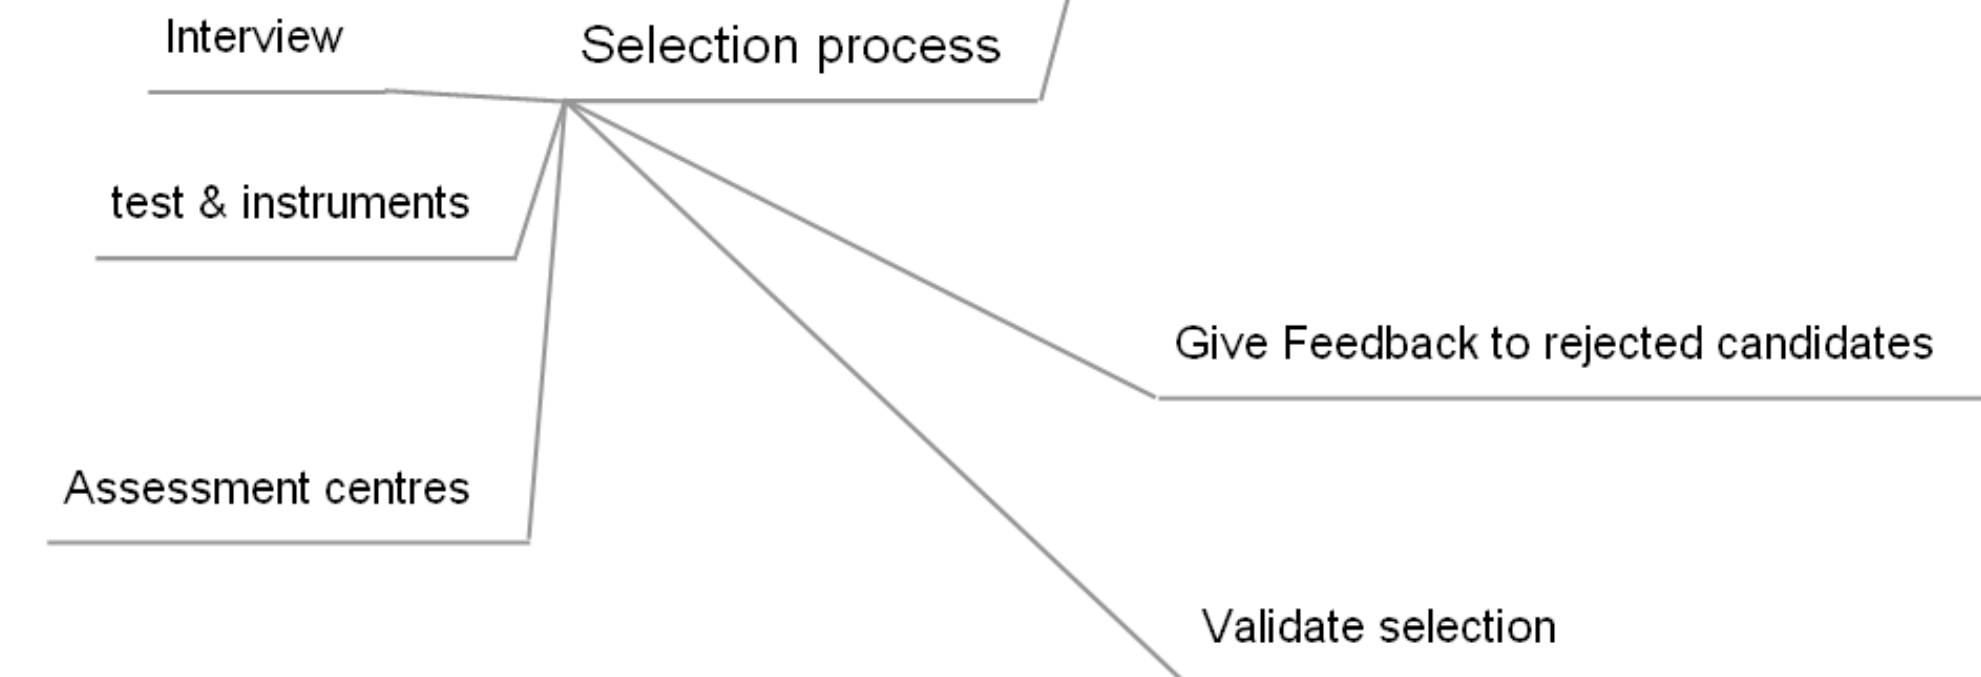 Interview
Selection process
test & instruments
Give Feedback to rejected candidates
Assessment centres
Validate selection